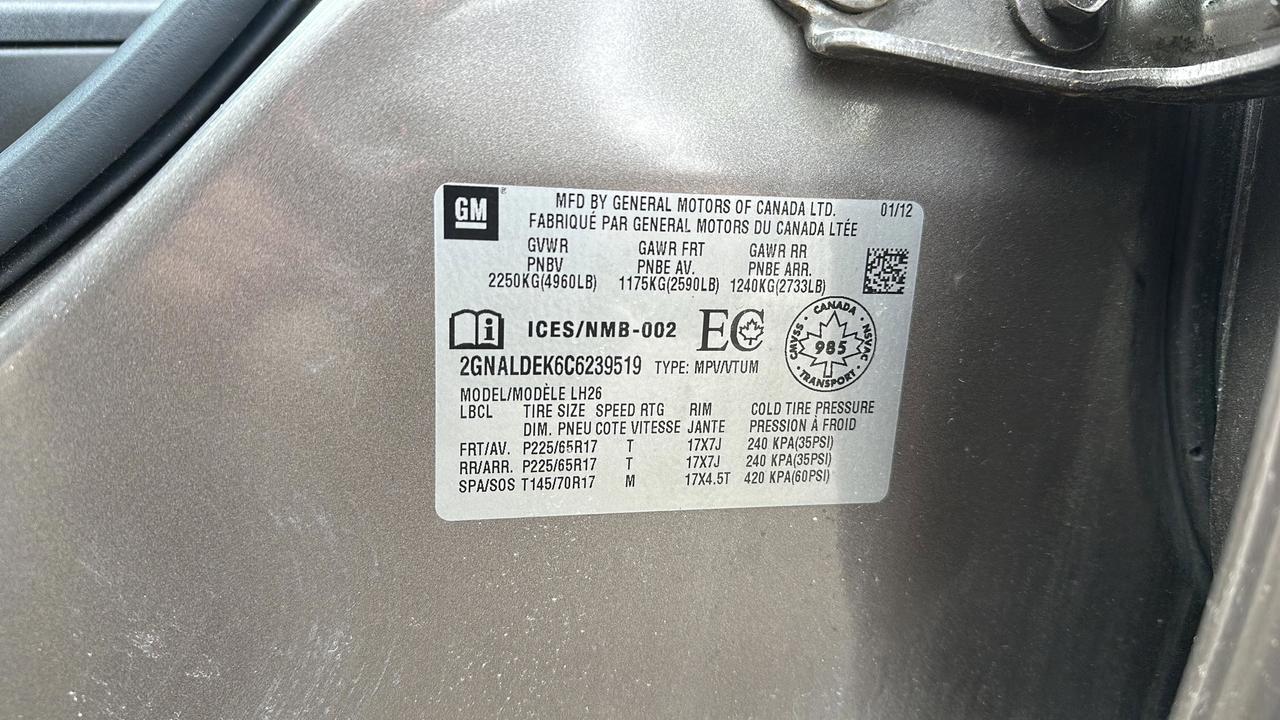 GM
MFD BY GENERAL MOTORS OF CANADA LTD. 01/12
FABRIQUÉ PAR GENERAL MOTORS DU CANADA LTÉE
GVWR GAWR FRT GAWR RR
PNBV PNBE AV. PNBE ARR.
2250KG(4960LB) 1175KG(2590LB) 1240KG(2733LB)
ICES/NMB-002 EC
CANADA
CMVSS 985 NSVAC
TRANSPORT
2GNALDEK6C6239519 TYPE: MPV/VTUM
MODEL/MODÈLE LH26
LBCL TIRE SIZE SPEED RTG RIM COLD TIRE PRESSURE
DIM. PNEU COTE VITESSE JANTE PRESSION À FROID
FRT/AV. P225/65R17 T 17X7J 240 KPA(35PSI)
RR/ARR. P225/65R17 T 17X7J 240 KPA(35PSI)
SPA/SOS T145/70R17 M 17X4.5T 420 KPA(60PSI)